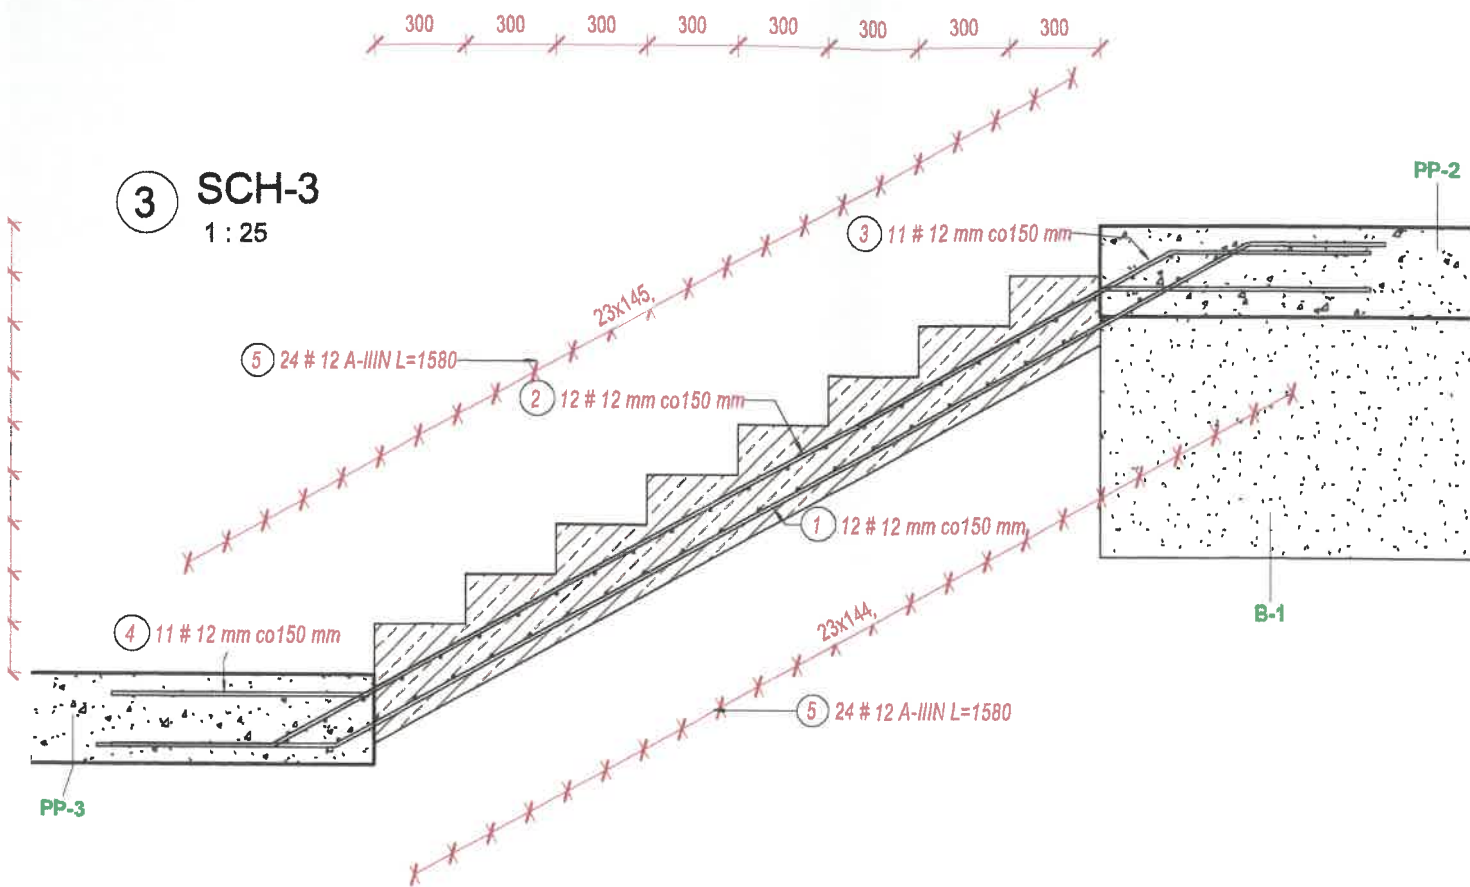 300 300 300 300 300 300 300 300
3 SCH-3
1 : 25
PP-2
3 11 # 12 mm co150 mm
23x145,
5 24 # 12 A-IIIN L=1580
2 12 # 12 mm co150 mm
1 12 # 12 mm co150 mm
B-1
4 11 # 12 mm co150 mm
23x144,
5 24 # 12 A-IIIN L=1580
PP-3